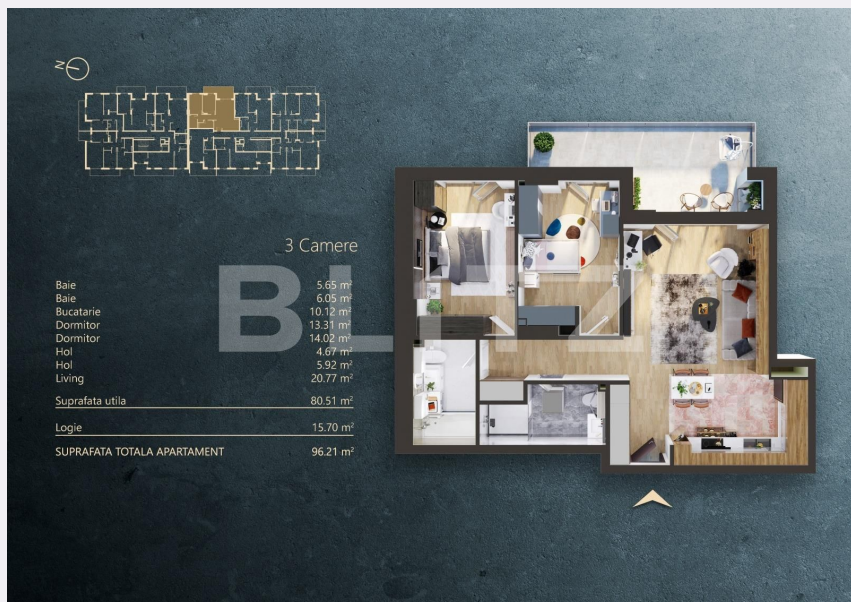 N
3 Camere
Baie 5.65 m²
Baie 6.05 m²
Bucatarie 10.12 m²
Dormitor 13.31 m²
Dormitor 14.02 m²
Hol 4.67 m²
Hol 5.92 m²
Living 20.77 m²
Suprafata utila 80.51 m²
Logie 15.70 m²
SUPRAFATA TOTALA APARTAMENT 96.21 m²
BLITZ